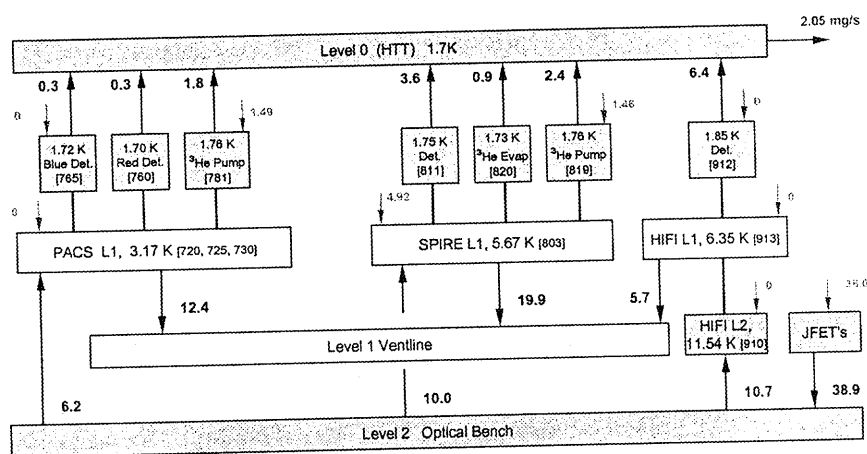 2.05 mg/s
Level 0 (HTT) 1.7K
0.3 0.3 1.8 3.6 0.9 2.4 6.4
0 1.49 1.46 0
1.72 K
Blue Det.
[765]
1.70 K
Red Det.
[760]
1.76 K
³He Pump
[781]
1.75 K
Det.
[811]
1.73 K
³He Evap
[820]
1.76 K
³He Pump
[819]
1.85 K
Det.
[912]
0 4.92 0
PACS L1, 3.17 K [720, 725, 730]
SPIRE L1, 5.67 K [803]
HIFI L1, 6.35 K [913]
12.4 19.9 5.7 0
Level 1 Ventline
HIFI L2,
11.54 K [910]
JFET's
6.2 10.0 10.7 38.9
Level 2 Optical Bench